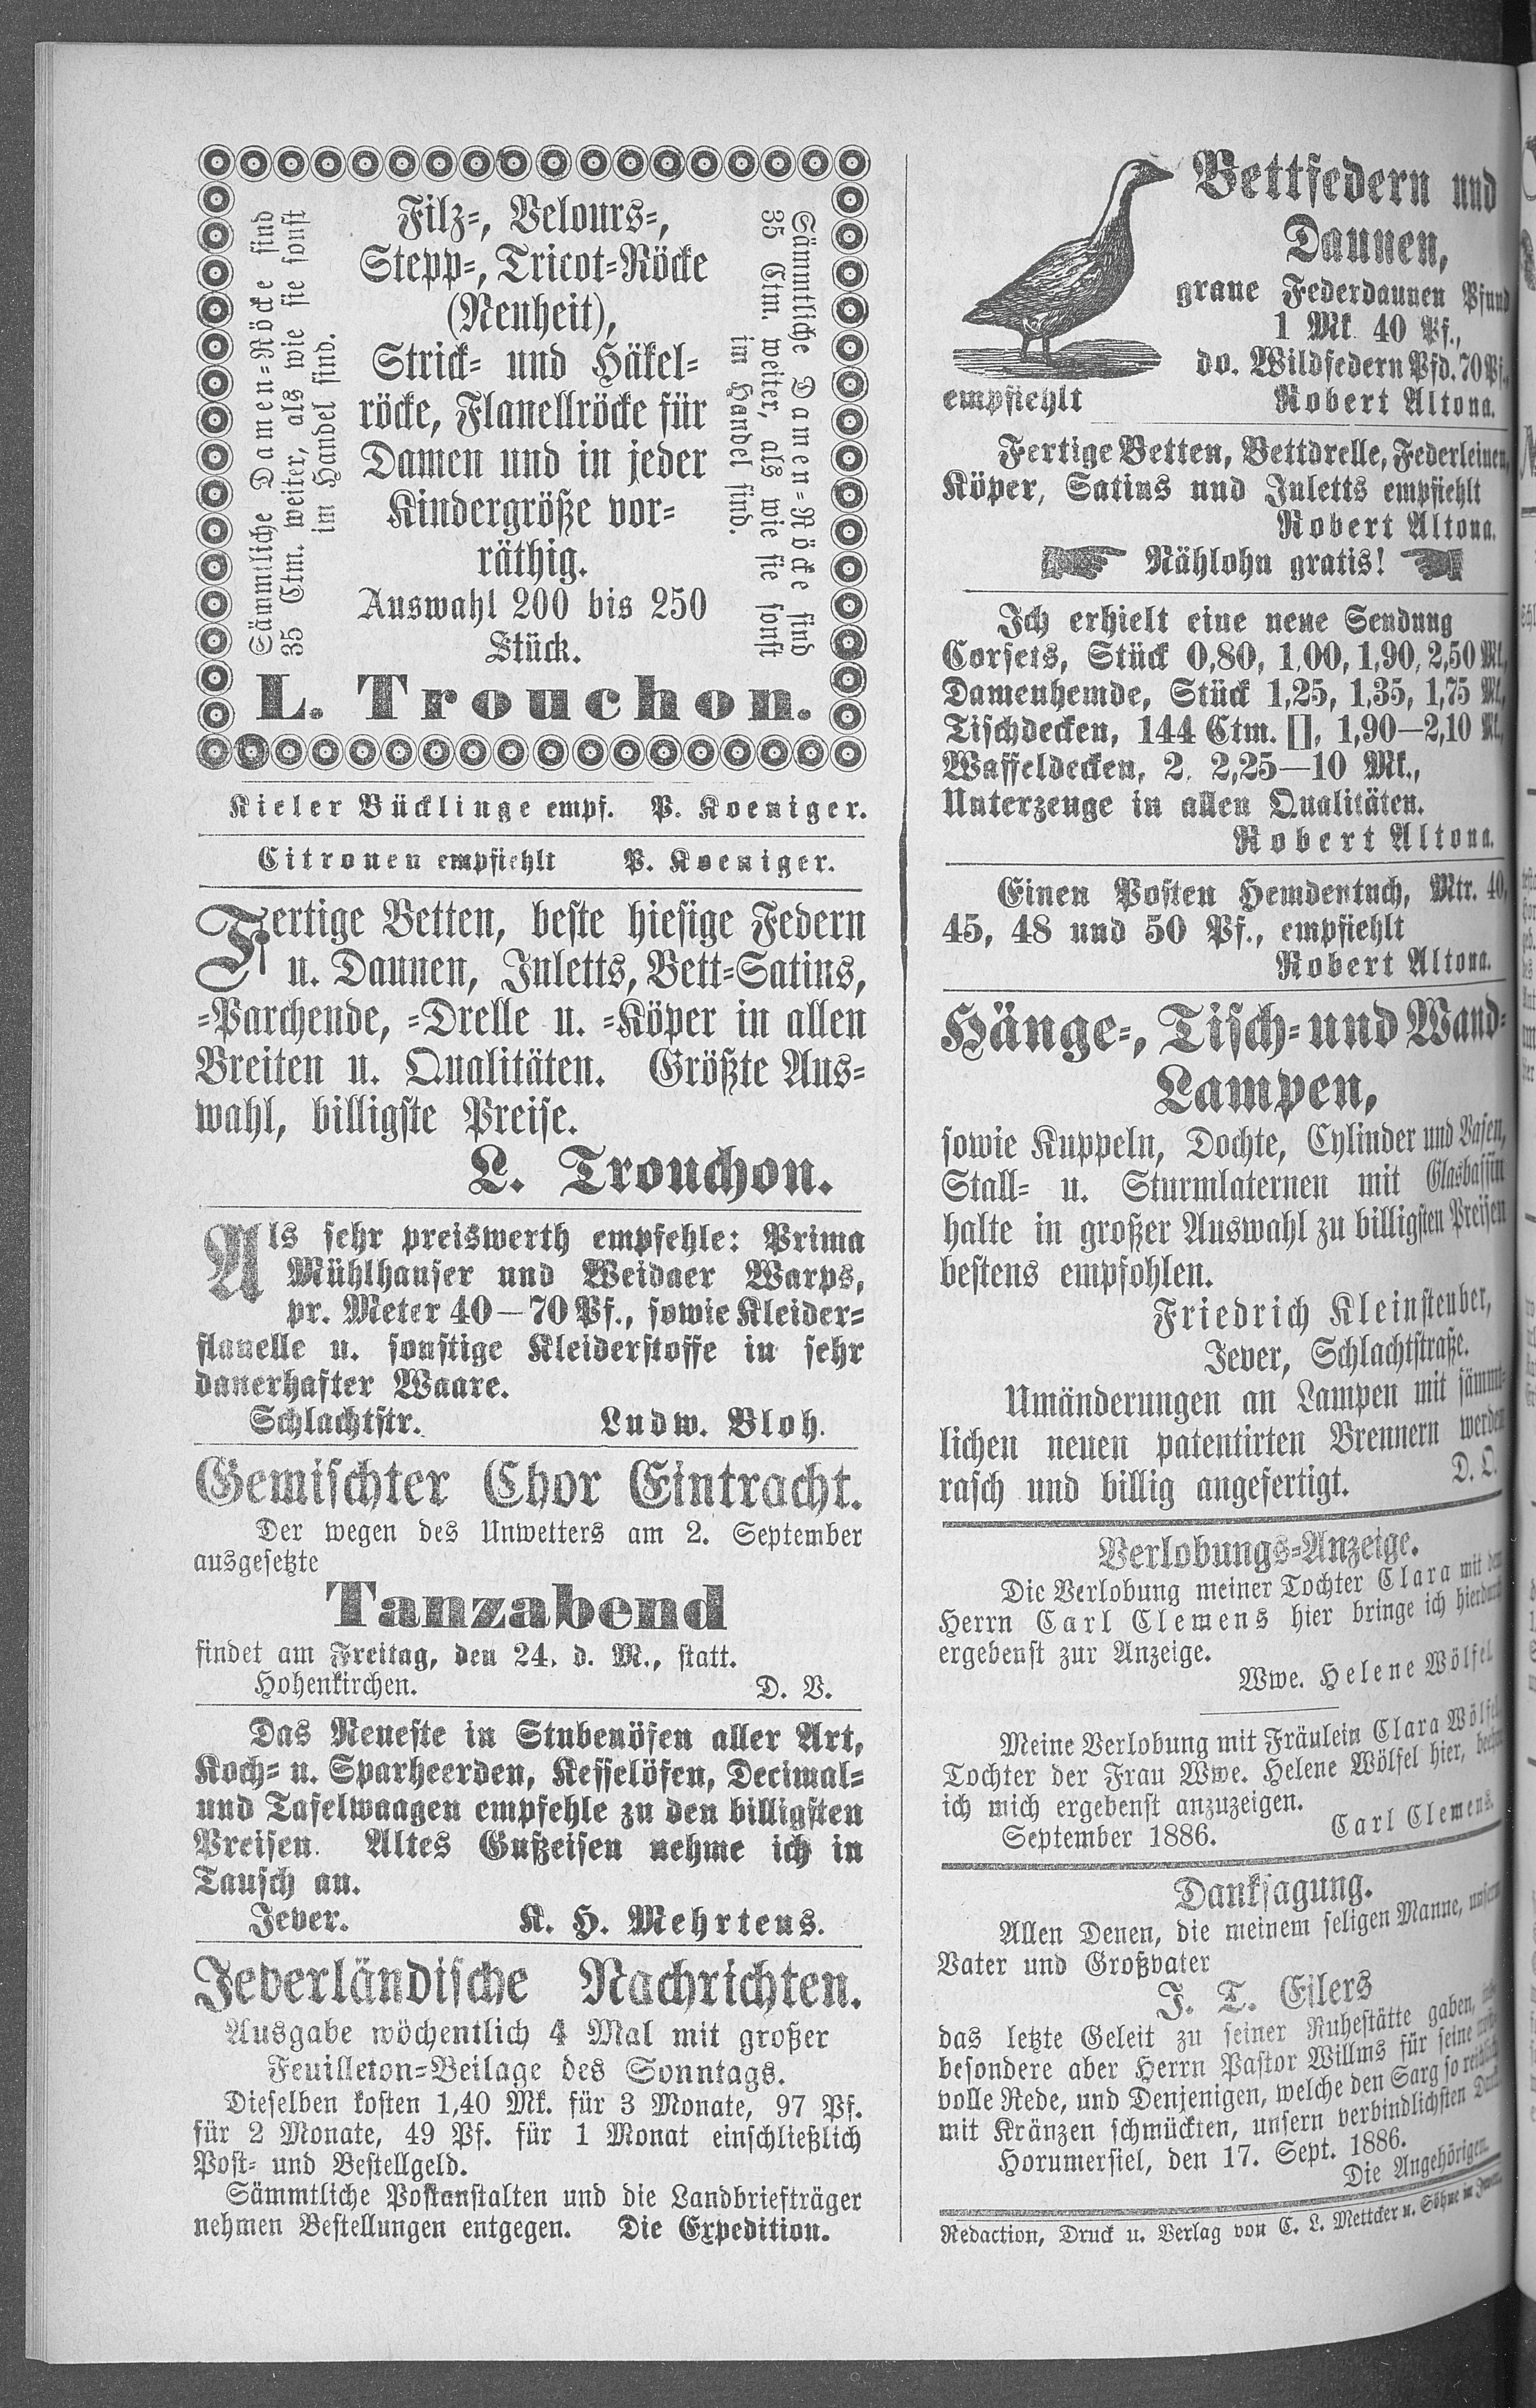 Sämmtliche Damen-Röcke sind
35 Ctm. weiter, als wie sie sonst
im Handel sind.
Filz-, Velours-,
Stepp-, Tricot-Röcke
(Neuheit),
Strick- und Häkel-
röcke, Flanellröcke für
Damen und in jeder
Kindergröße vor-
räthig.
Auswahl 200 bis 250
Stück.
Sämmtliche Damen-Röcke sind
35 Ctm. weiter, als wie sie sonst
im Handel sind.
L. Trouchon.
Kieler Bücklinge empf. P. Koeniger.
Citronen empfiehlt P. Koeniger.
Fertige Betten, beste hiesige Federn
u. Daunen, Inletts, Bett-Satins,
-Parchende, -Drelle u. -Köper in allen
Breiten u. Qualitäten. Größte Aus-
wahl, billigste Preise.
L. Trouchon.
Als sehr preiswerth empfehle: Prima
Mühlhauser und Weidaer Warps,
pr. Meter 40—70 Pf., sowie Kleider-
flanelle u. sonstige Kleiderstoffe in sehr
dauerhafter Waare.
Schlachtstr. Ludw. Bloh.
Gemischter Chor Eintracht.
Der wegen des Unwetters am 2. September
ausgesetzte
Tanzabend
findet am Freitag, den 24. d. M., statt.
Hohenkirchen. D. V.
Das Neueste in Stubenöfen aller Art,
Koch- u. Sparheerden, Kesselöfen, Decimal-
und Tafelwaagen empfehle zu den billigsten
Preisen. Altes Gußeisen nehme ich in
Tausch an.
Jever. K. H. Mehrtens.
Jeverländische Nachrichten.
Ausgabe wöchentlich 4 Mal mit großer
Feuilleton-Beilage des Sonntags.
Dieselben kosten 1,40 Mk. für 3 Monate, 97 Pf.
für 2 Monate, 49 Pf. für 1 Monat einschließlich
Post- und Bestellgeld.
Sämmtliche Postanstalten und die Landbriefträger
nehmen Bestellungen entgegen. Die Expedition.
Bettfedern und
Daunen,
graue Federdaunen Pfund
1 Mk. 40 Pf.,
do. Wildfedern Pfd. 70 Pf.,
empfiehlt Robert Altona.
Fertige Betten, Bettdrelle, Federleinen,
Köper, Satins und Inletts empfiehlt
Robert Altona.
Nählohn gratis!
Ich erhielt eine neue Sendung
Corsets, Stück 0,80, 1,00, 1,90, 2,50 Mk.,
Damenhemde, Stück 1,25, 1,35, 1,75 Mk.,
Tischdecken, 144 Ctm. [], 1,90—2,10 Mk.,
Waffeldecken, 2, 2,25—10 Mk.,
Unterzeuge in allen Qualitäten.
Robert Altona.
Einen Posten Hemdentuch, Mtr. 40,
45, 48 und 50 Pf., empfiehlt
Robert Altona.
Hänge-, Tisch- und Wand-
Lampen,
sowie Kuppeln, Dochte, Cylinder und Vasen,
Stall- u. Sturmlaternen mit Glasbassin
halte in großer Auswahl zu billigsten Preisen
bestens empfohlen.
Friedrich Kleinsteuber,
Jever, Schlachtstraße.
Umänderungen an Lampen mit sämmt-
lichen neuen patentirten Brennern werden
rasch und billig angefertigt. D. O.
Verlobungs-Anzeige.
Die Verlobung meiner Tochter Clara mit dem
Herrn Carl Clemens hier bringe ich hierdurch
ergebenst zur Anzeige.
Wwe. Helene Wölfel.
Meine Verlobung mit Fräulein Clara Wölfel,
Tochter der Frau Wwe. Helene Wölfel hier, beehre
ich mich ergebenst anzuzeigen.
September 1886. Carl Clemens.
Danksagung.
Allen Denen, die meinem seligen Manne, unserm
Vater und Großvater
J. T. Eilers
das letzte Geleit zu seiner Ruhestätte gaben,
besondere aber Herrn Pastor Willms für seine
volle Rede, und Denjenigen, welche den Sarg so reichlich
mit Kränzen schmückten, unsern verbindlichsten Dank.
Horumersiel, den 17. Sept. 1886.
Die Angehörigen.
Redaction, Druck u. Verlag von C. L. Mettcker u. Söhne in Jever.